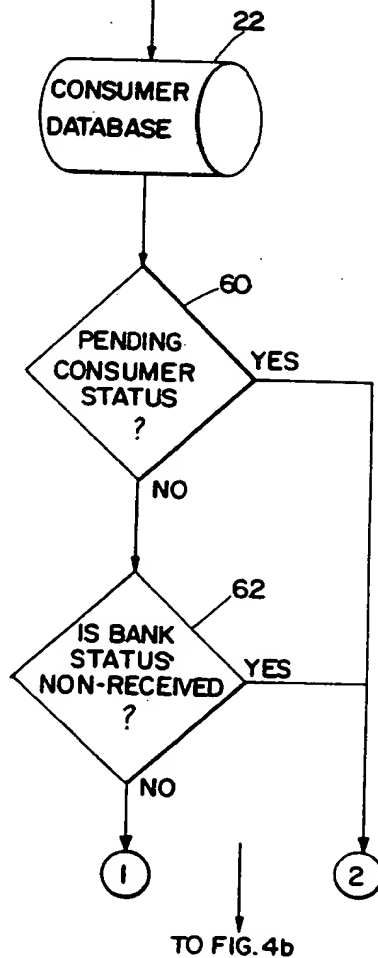 22
CONSUMER
DATABASE
60
PENDING
CONSUMER
STATUS
?
YES
NO
62
IS BANK
STATUS
NON-RECEIVED
?
YES
NO
1
2
TO FIG. 4b